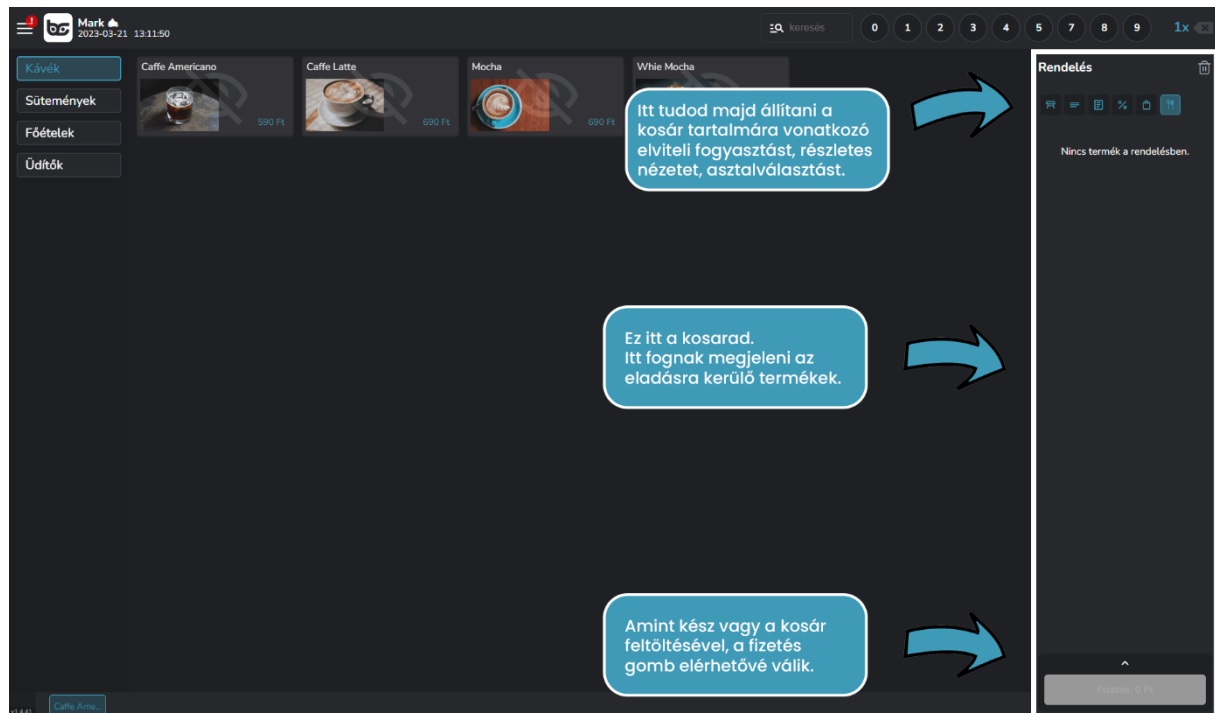 Mark
2023-03-21 13:11:50
keresés
0 1 2 3 4 5 7 8 9 1x
Kávék
Sütemények
Főételek
Üdítők
Caffe Americano
590 Ft
Caffe Latte
690 Ft
Mocha
590 Ft
Whie Mocha
Itt tudod majd állítani a
kosár tartalmára vonatkozó
elviteli fogyasztást, részletes
nézetet, asztalválasztást.
Rendelés
Nincs termék a rendelésben.
Ez itt a kosarad.
Itt fognak megjeleni az
eladásra kerülő termékek.
Amint kész vagy a kosár
feltöltésével, a fizetés
gomb elérhetővé válik.
Fizetés: 0 Ft
Caffe Ame...